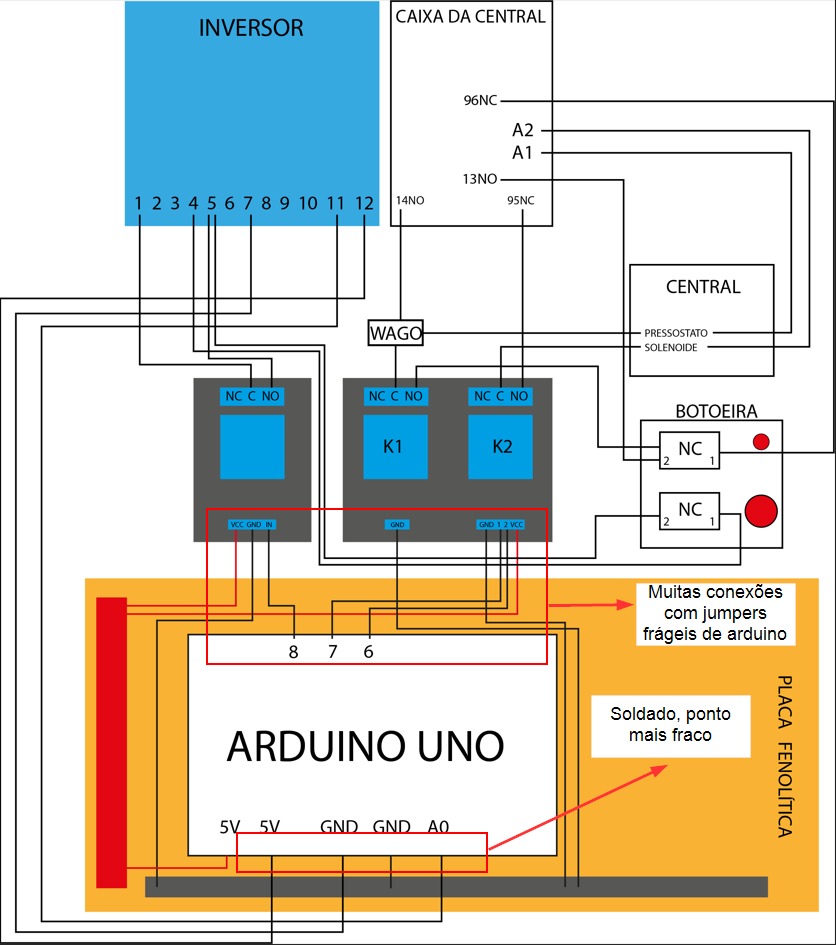 INVERSOR
1 2 3 4 5 6 7 8 9 10 11 12
CAIXA DA CENTRAL
96NC
A2
A1
13NO
14NO 95NC
WAGO
CENTRAL
PRESSOSTATO
SOLENOIDE
NC C NO
VCC GND IN
NC C NO NC C NO
K1 K2
GND GND 1 2 VCC
BOTOEIRA
NC
2 1
NC
2 1
Muitas conexões
com jumpers
frágeis de arduino
8 7 6
ARDUINO UNO
5V 5V GND GND A0
Soldado, ponto
mais fraco
PLACA FENOLÍTICA